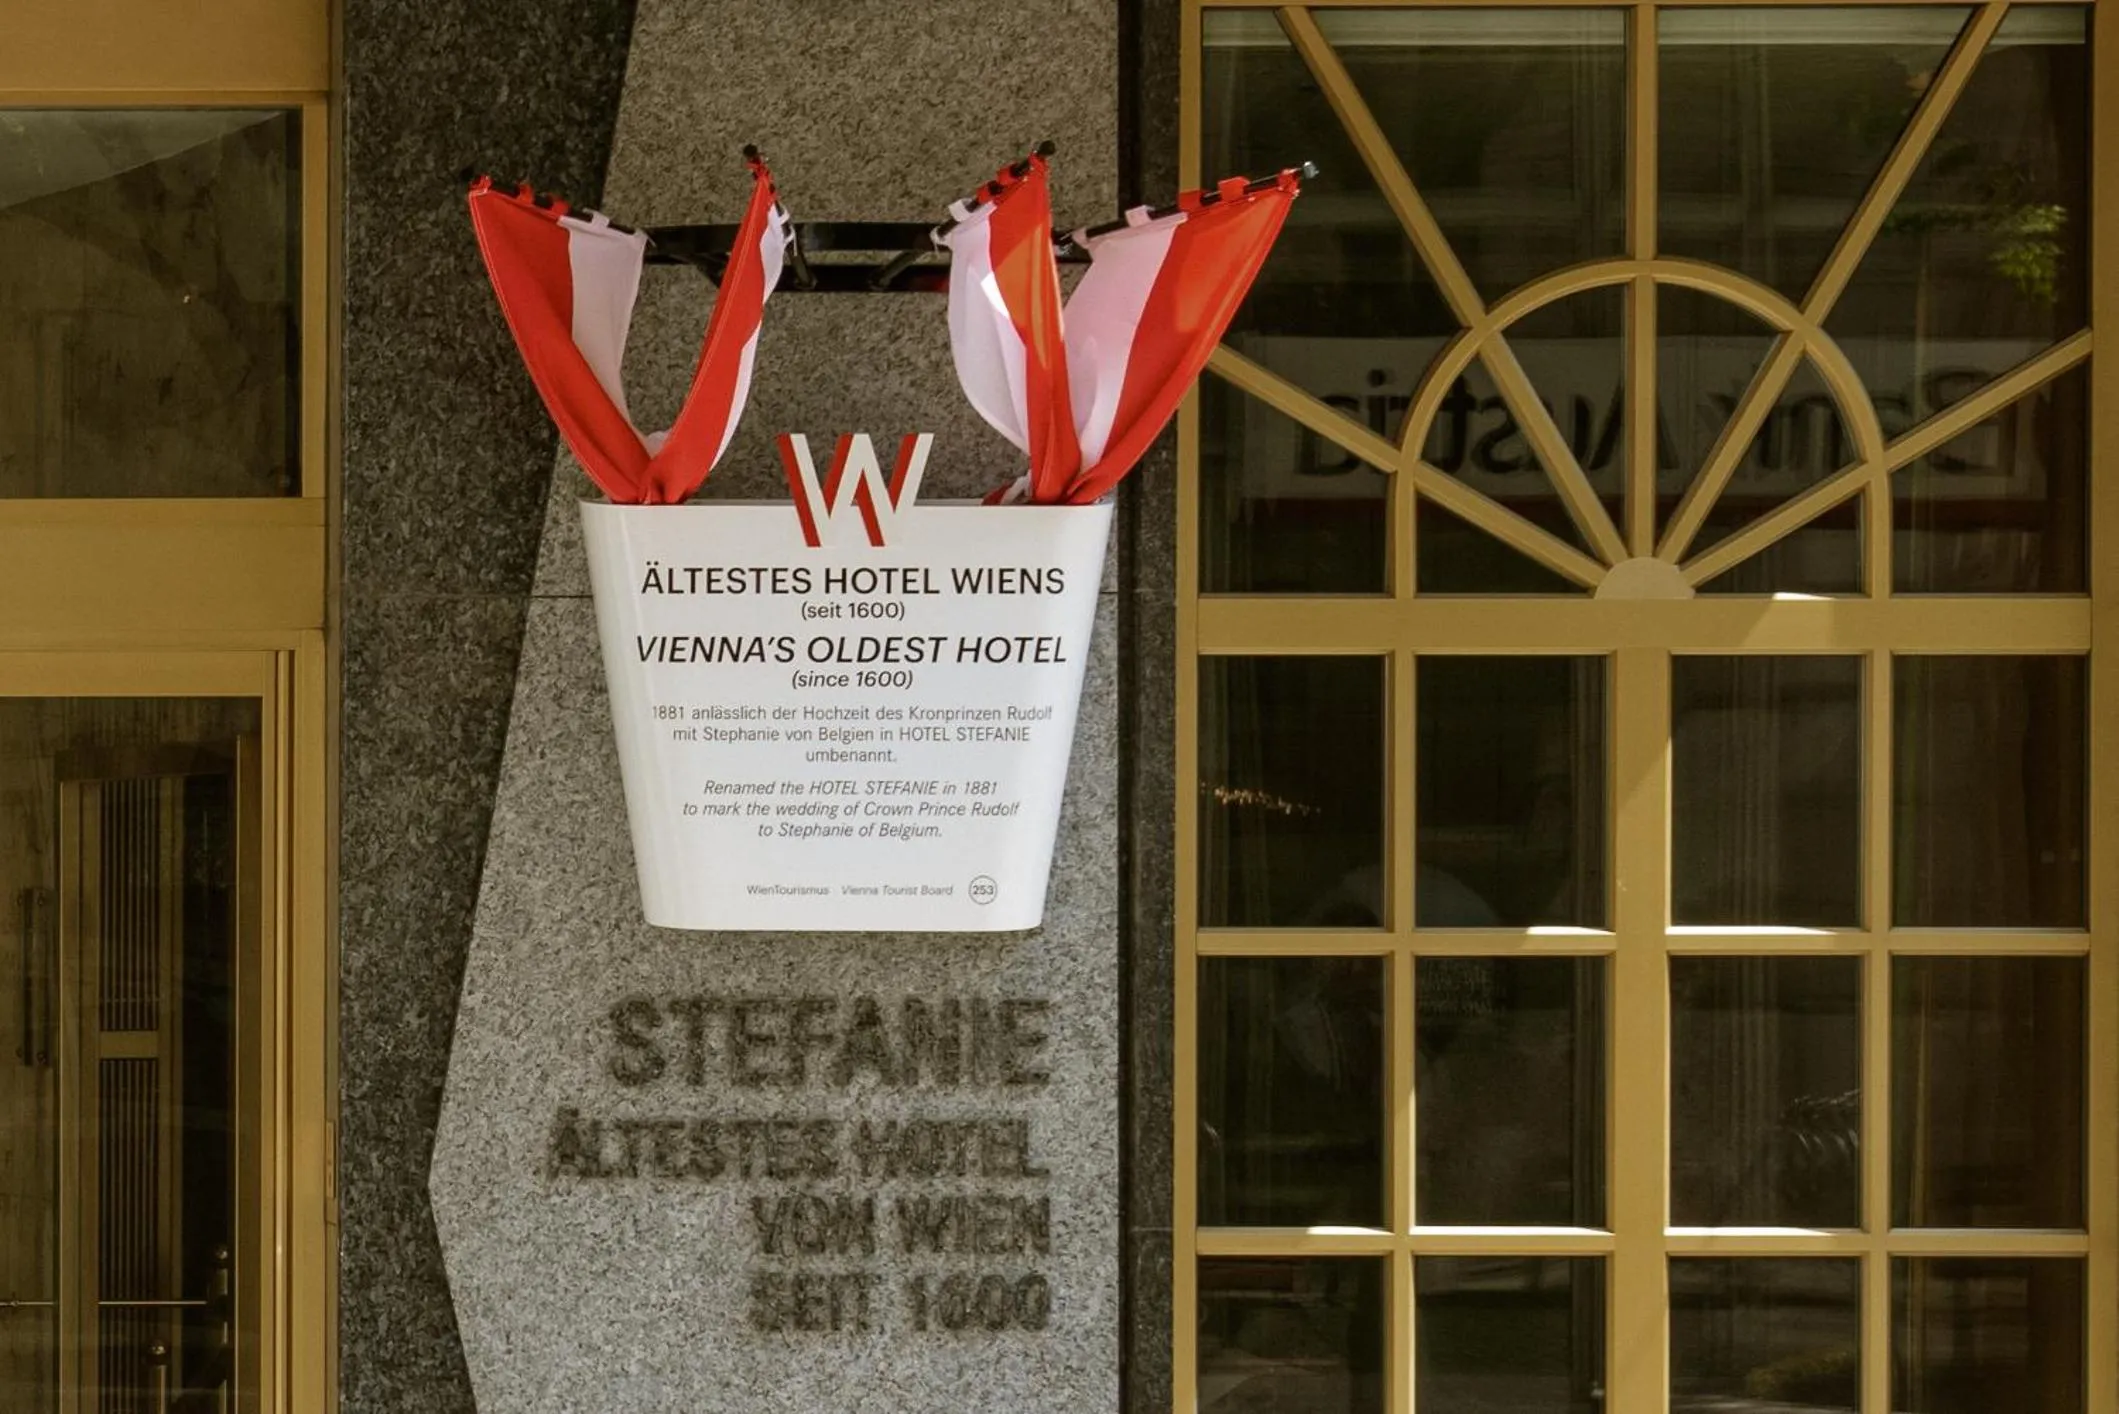 W
ÄLTESTES HOTEL WIENS
(seit 1600)
VIENNA'S OLDEST HOTEL
(since 1600)
1881 anlässlich der Hochzeit des Kronprinzen Rudolf
mit Stephanie von Belgien in HOTEL STEFANIE
umbenannt.
Renamed the HOTEL STEFANIE in 1881
to mark the wedding of Crown Prince Rudolf
to Stephanie of Belgium.
WienTourismus Vienna Tourist Board 253
STEFANIE
ÄLTESTES HOTEL
VON WIEN
SEIT 1600
Bank Austria